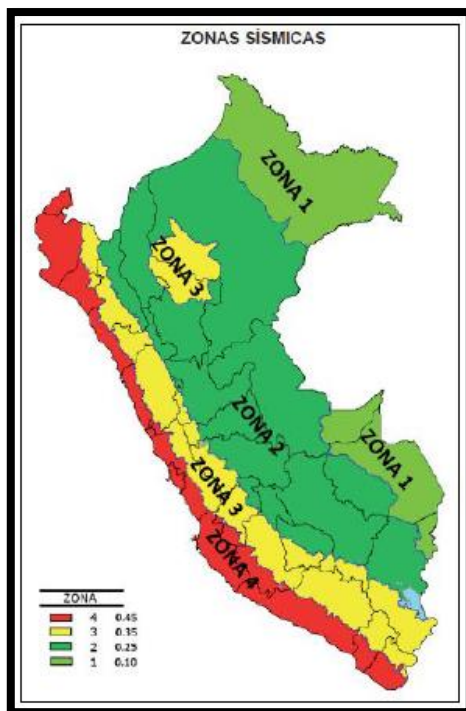 ZONAS SÍSMICAS
ZONA 1
ZONA 3
ZONA 2
ZONA 1
ZONA 3
ZONA 4
ZONA
4 0.45
3 0.35
2 0.25
1 0.10